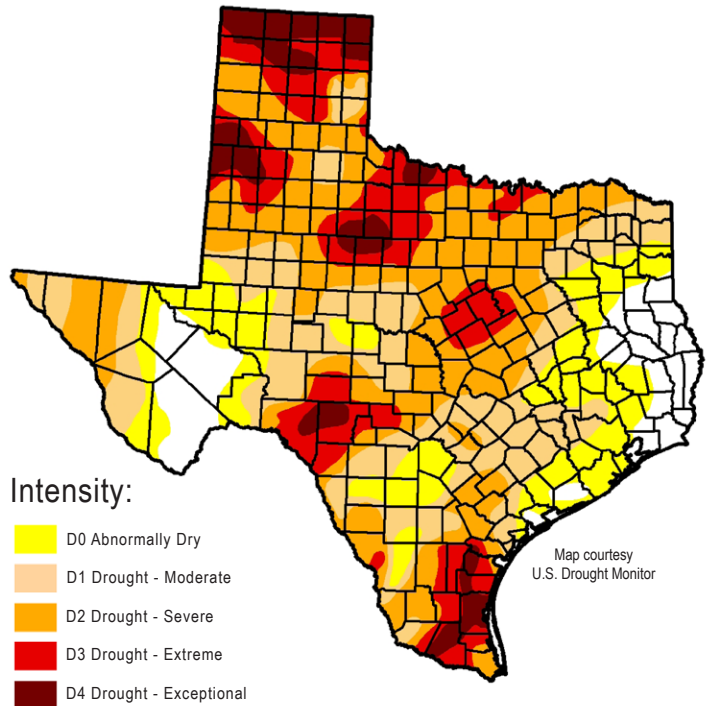 Intensity:
D0 Abnormally Dry
D1 Drought - Moderate
D2 Drought - Severe
D3 Drought - Extreme
D4 Drought - Exceptional
Map courtesy
U.S. Drought Monitor